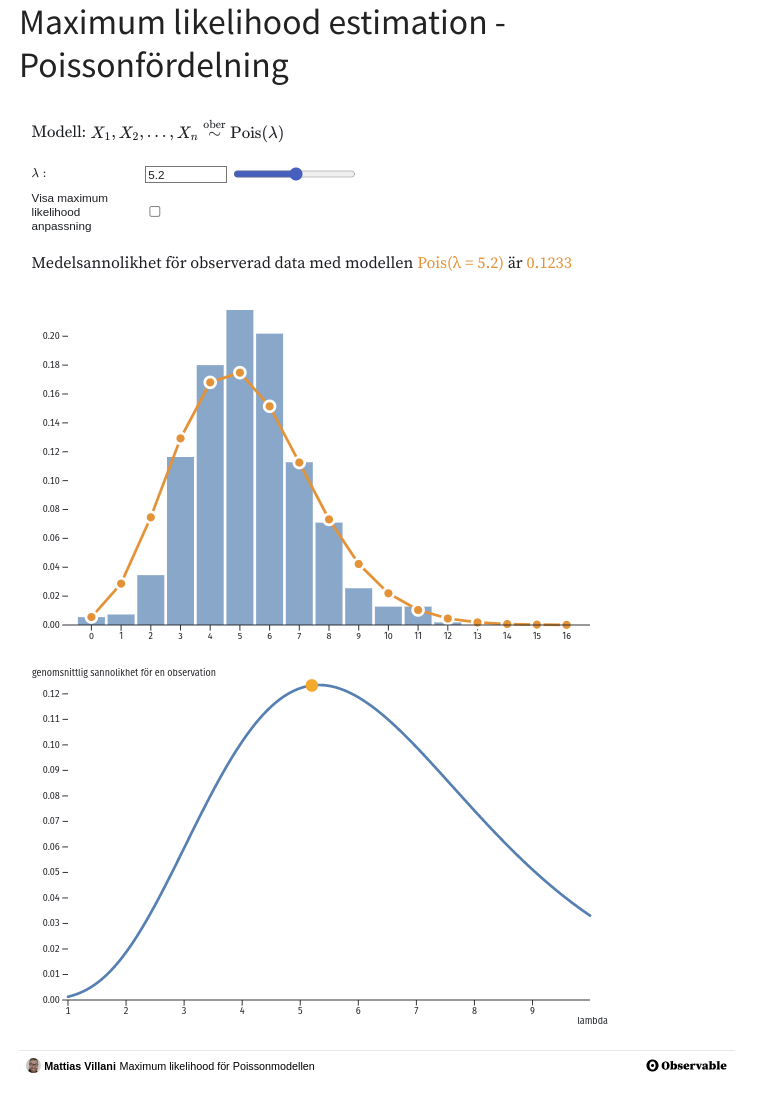 Maximum likelihood estimation -
Poissonfördelning
Modell: X₁, X₂, . . . , Xₙ ober ∼ Pois(λ)
λ : 5.2
Visa maximum
likelihood
anpassning
Medelsannolikhet för observerad data med modellen Pois(λ = 5.2) är 0.1233
0.20
0.18
0.16
0.14
0.12
0.10
0.08
0.06
0.04
0.02
0.00
0 1 2 3 4 5 6 7 8 9 10 11 12 13 14 15 16
genomsnittlig sannolikhet för en observation
0.12
0.11
0.10
0.09
0.08
0.07
0.06
0.05
0.04
0.03
0.02
0.01
0.00
1 2 3 4 5 6 7 8 9
lambda
Mattias Villani Maximum likelihood för Poissonmodellen
Observable